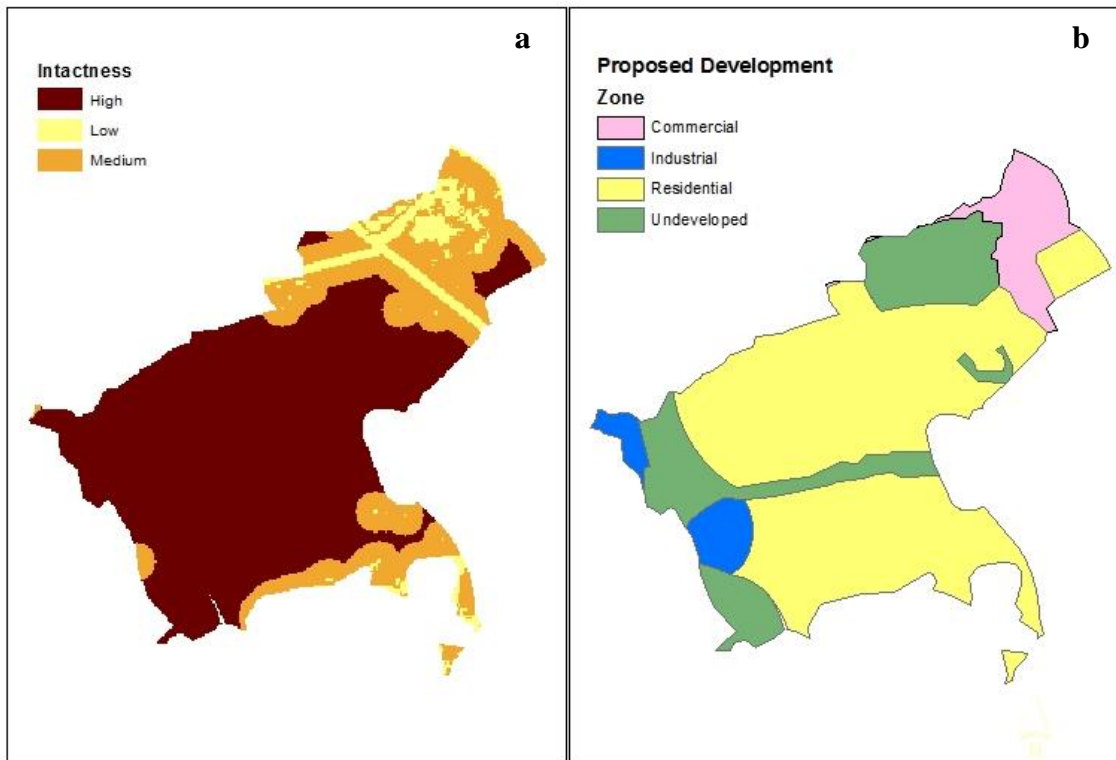 a
Intactness
High
Low
Medium
b
Proposed Development
Zone
Commercial
Industrial
Residential
Undeveloped